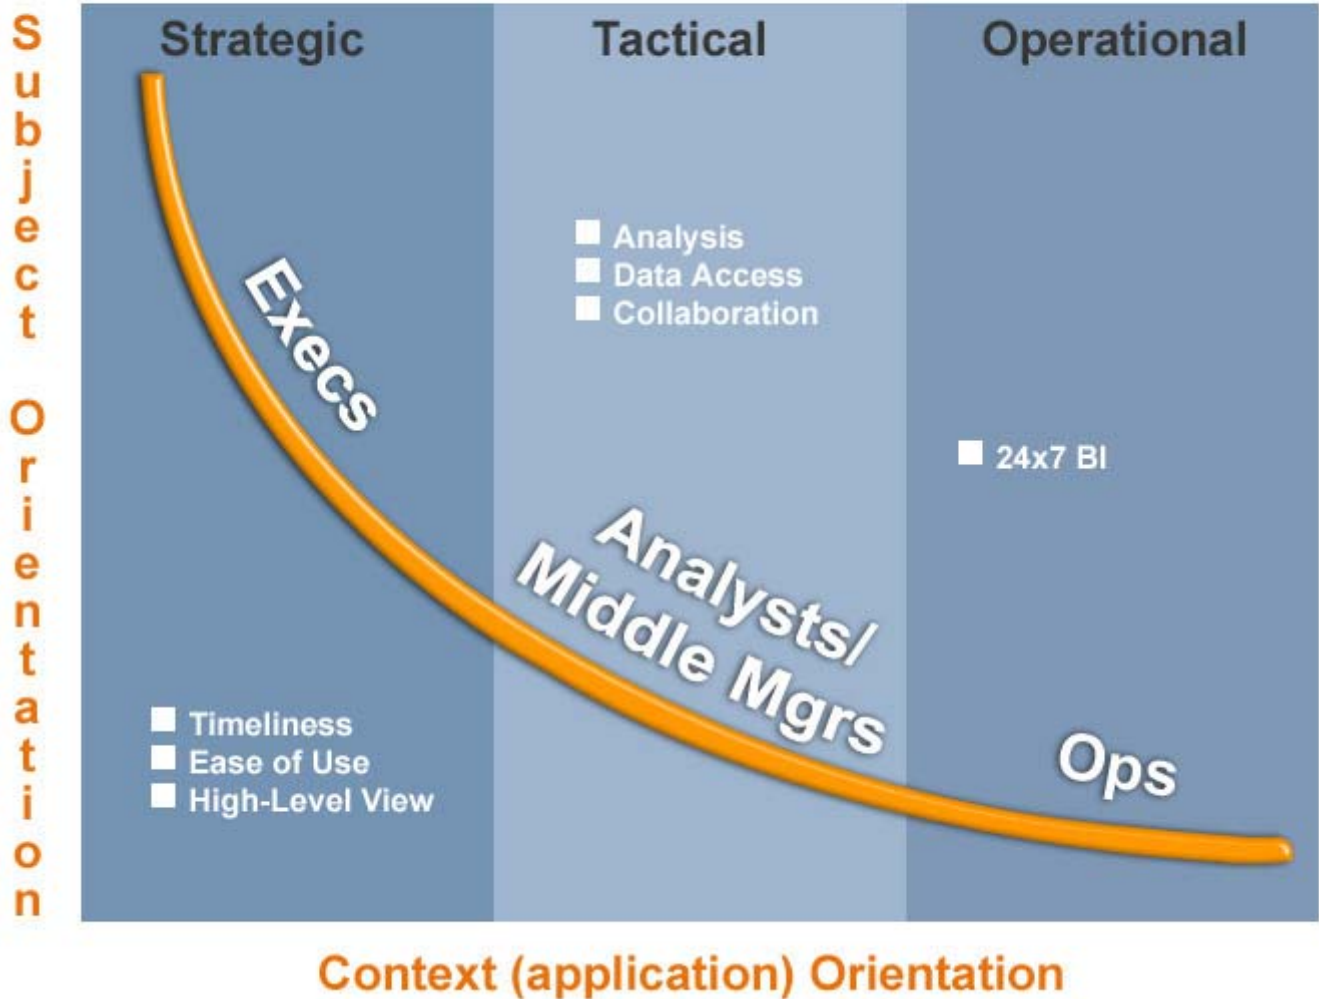 Subject Orientation
Strategic
Tactical
Operational
Execs
Analysis
Data Access
Collaboration
24x7 BI
Analysts/
Middle Mgrs
Ops
Timeliness
Ease of Use
High-Level View
Context (application) Orientation